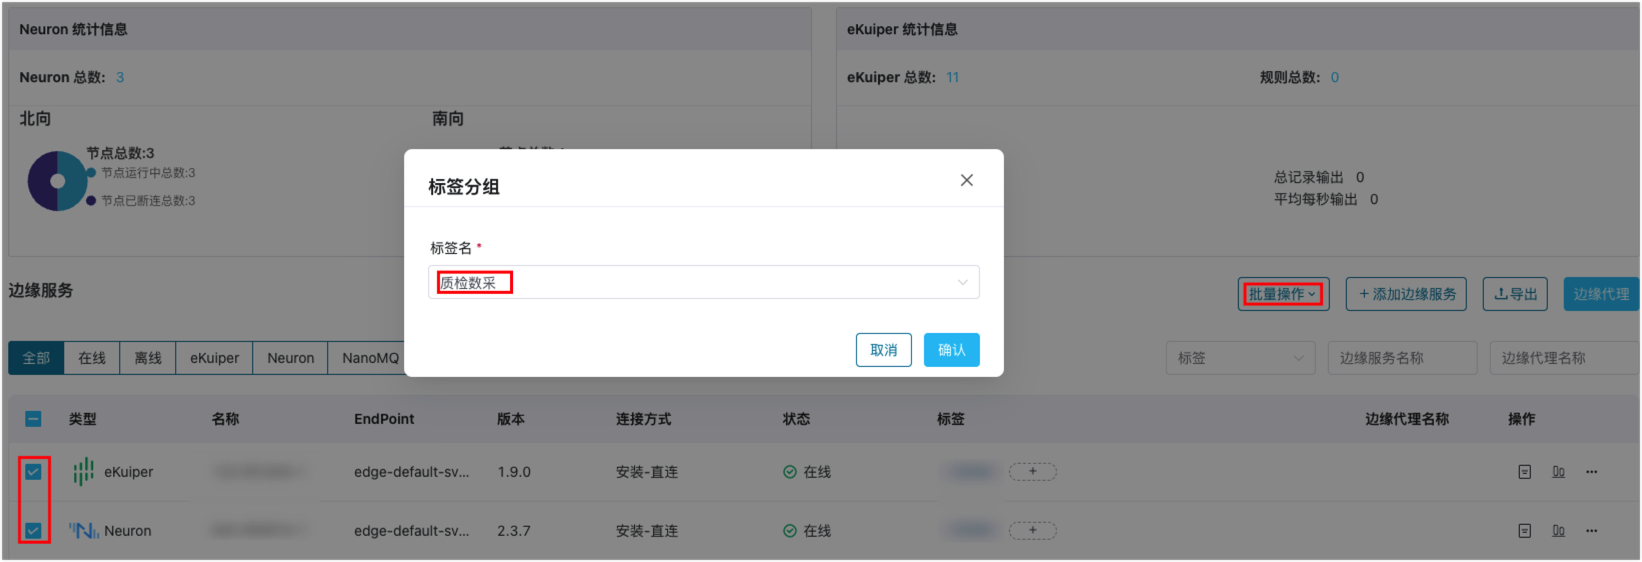 Neuron 统计信息
eKuiper 统计信息
Neuron 总数: 3
eKuiper 总数: 11
规则总数: 0
北向
南向
节点总数:3
节点运行中总数:3
节点已断连总数:3
总记录输出 0
平均每秒输出 0
标签分组
标签名 *
质检数采
取消
确认
边缘服务
批量操作
+ 添加边缘服务
导出
边缘代理
全部
在线
离线
eKuiper
Neuron
NanoMQ
标签
边缘服务名称
边缘代理名称
类型 名称 EndPoint 版本 连接方式 状态 标签 边缘代理名称 操作
eKuiper edge-default-sv... 1.9.0 安装-直连 在线 + ...
Neuron edge-default-sv... 2.3.7 安装-直连 在线 + ...